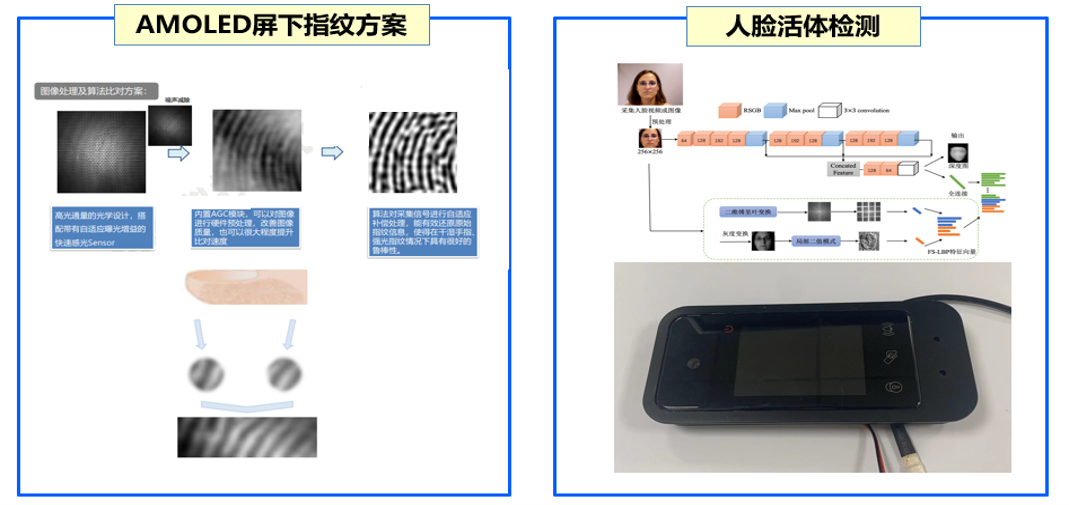 AMOLED屏下指纹方案
图像处理及算法比对方案:
噪声减除
高光通量的光学设计，搭
配带有自适应曝光增益的
快速感光Sensor
内置AGC模块，可以对图像
进行硬件预处理，改善图像
质量，也可以很大程度提升
比对速度
算法对采集信号进行自适应
补偿处理，能有效还原原始
指纹信息，使得在干湿手指,
强光指纹情况下具有很好的
鲁棒性。
人脸活体检测
采集人脸视频或图像
预处理
256×256
RSGB
Max pool
3×3 convolution
64 128 192 128
128 192 128
128 192 128
Concated
Feature
128 64
输出
深度图
全连接
二维傅里叶变换
灰度变换
局部二值模式
FS-LBP特征向量